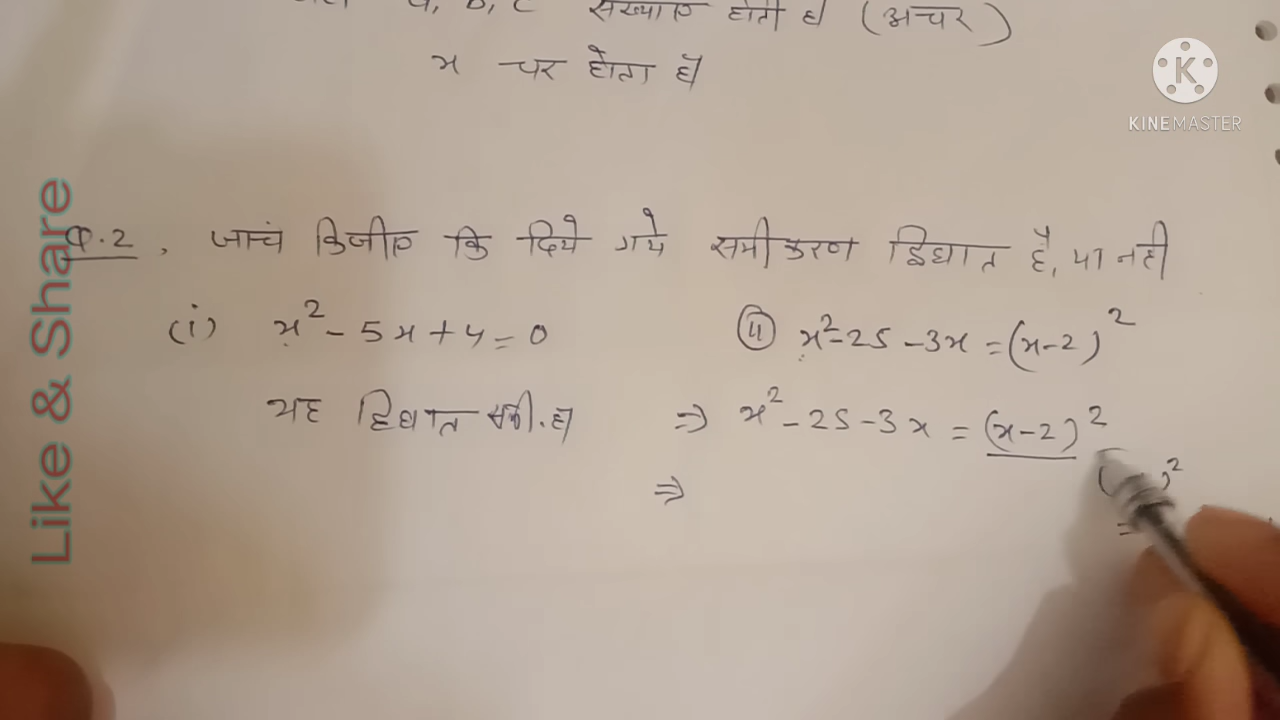 a, b, c संख्याए होती है (अचर)
x चर होता है
Q.2, जाचं किजीए कि दिये गये समीकरण द्विघात है, या नही
(i) x² - 5x + 4 = 0 (ii) x² - 25 - 3x = (x-2)²
यह द्विघात समी. है ⇒ x² - 25 - 3x = (x-2)²
⇒
Like & Share
KINEMASTER